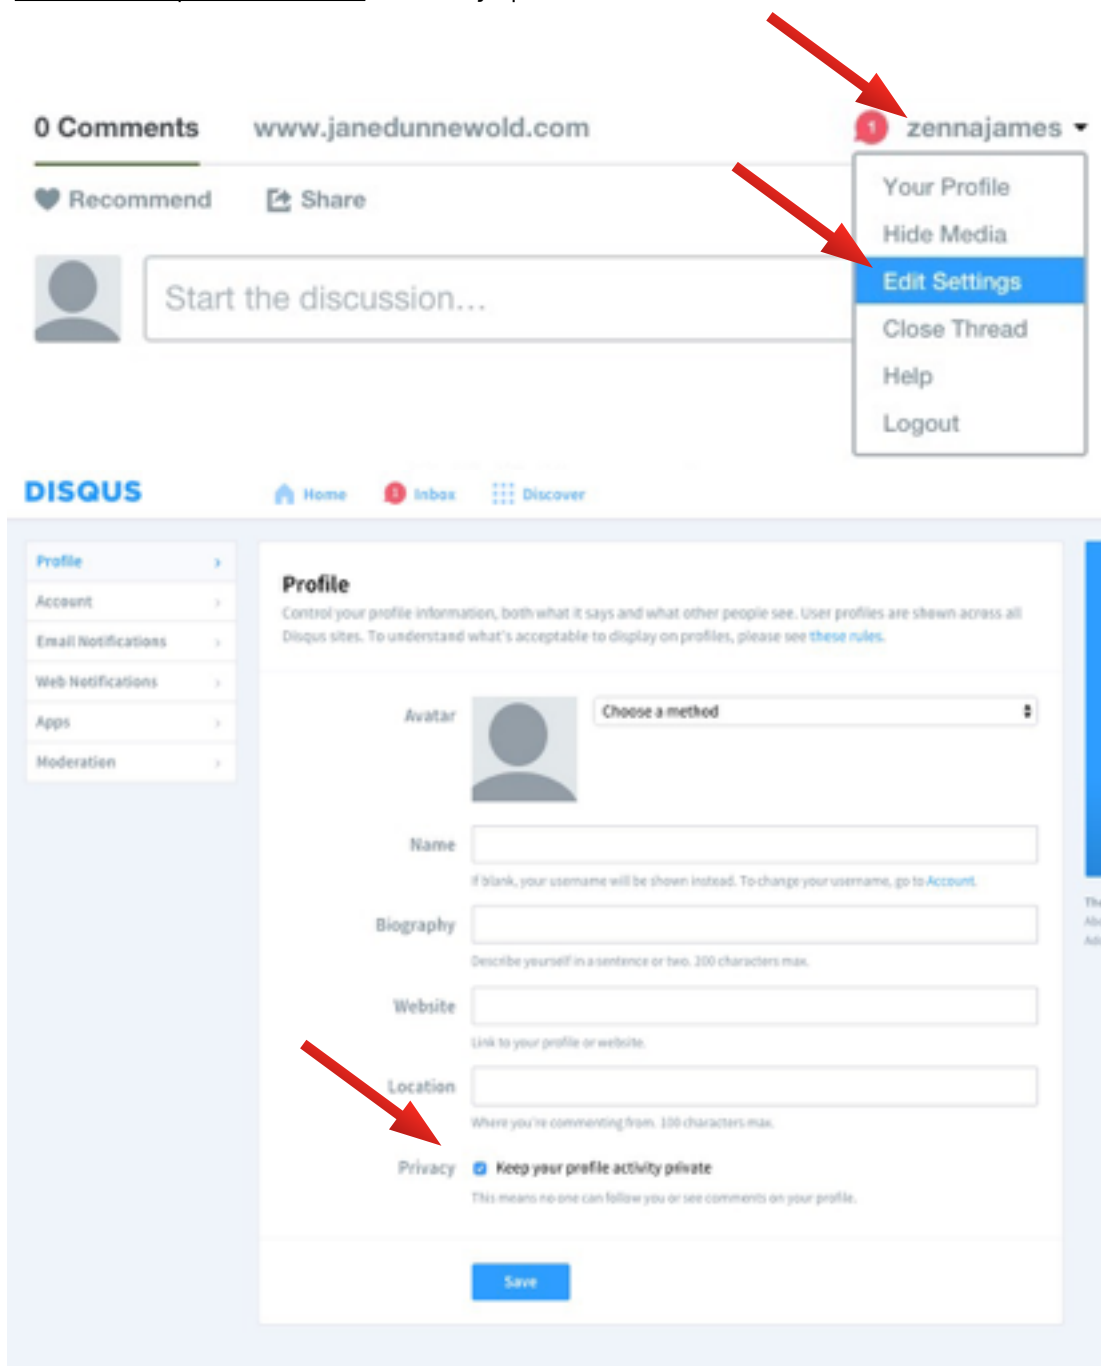 0 Comments www.janedunnewold.com 1 zennajames
Recommend Share
Start the discussion...
Your Profile
Hide Media
Edit Settings
Close Thread
Help
Logout
DISQUS Home 1 Inbox Discover
Profile
Account
Email Notifications
Web Notifications
Apps
Moderation
Profile
Control your profile information, both what it says and what other people see. User profiles are shown across all
Disqus sites. To understand what's acceptable to display on profiles, please see these rules.
Avatar Choose a method
Name
If blank, your username will be shown instead. To change your username, go to Account.
Biography
Describe yourself in a sentence or two. 200 characters max.
Website
Link to your profile or website.
Location
Where you're commenting from. 100 characters max.
Privacy Keep your profile activity private
This means no one can follow you or see comments on your profile.
Save